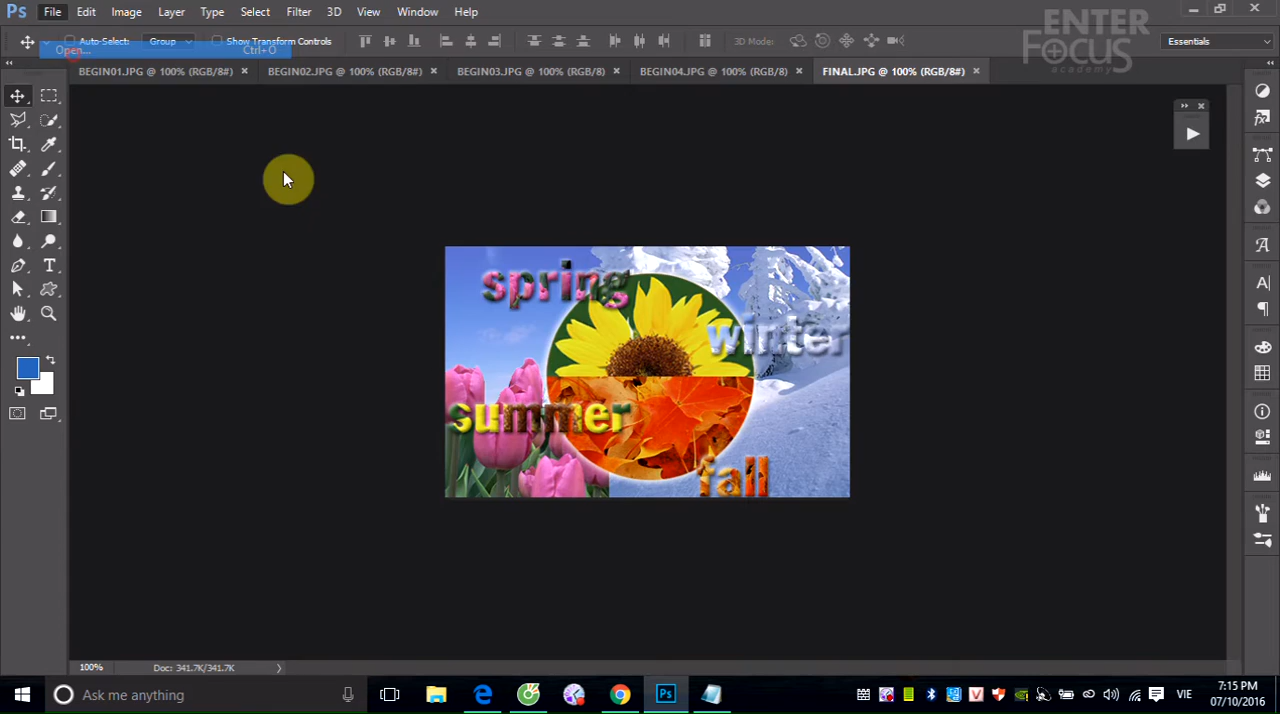 Ps File Edit Image Layer Type Select Filter 3D View Window Help
Auto-Select: Group Show Transform Controls 3D Mode: Essentials
Open... Ctrl+O
ENTER
FOCUS
academy
BEGIN01.JPG @ 100% (RGB/8#) × BEGIN02.JPG @ 100% (RGB/8#) × BEGIN03.JPG @ 100% (RGB/8) × BEGIN04.JPG @ 100% (RGB/8) × FINAL.JPG @ 100% (RGB/8#) ×
spring
winter
summer
fall
100% Doc: 341.7K/341.7K
Ask me anything
Ps
VIE
7:15 PM
07/10/2016